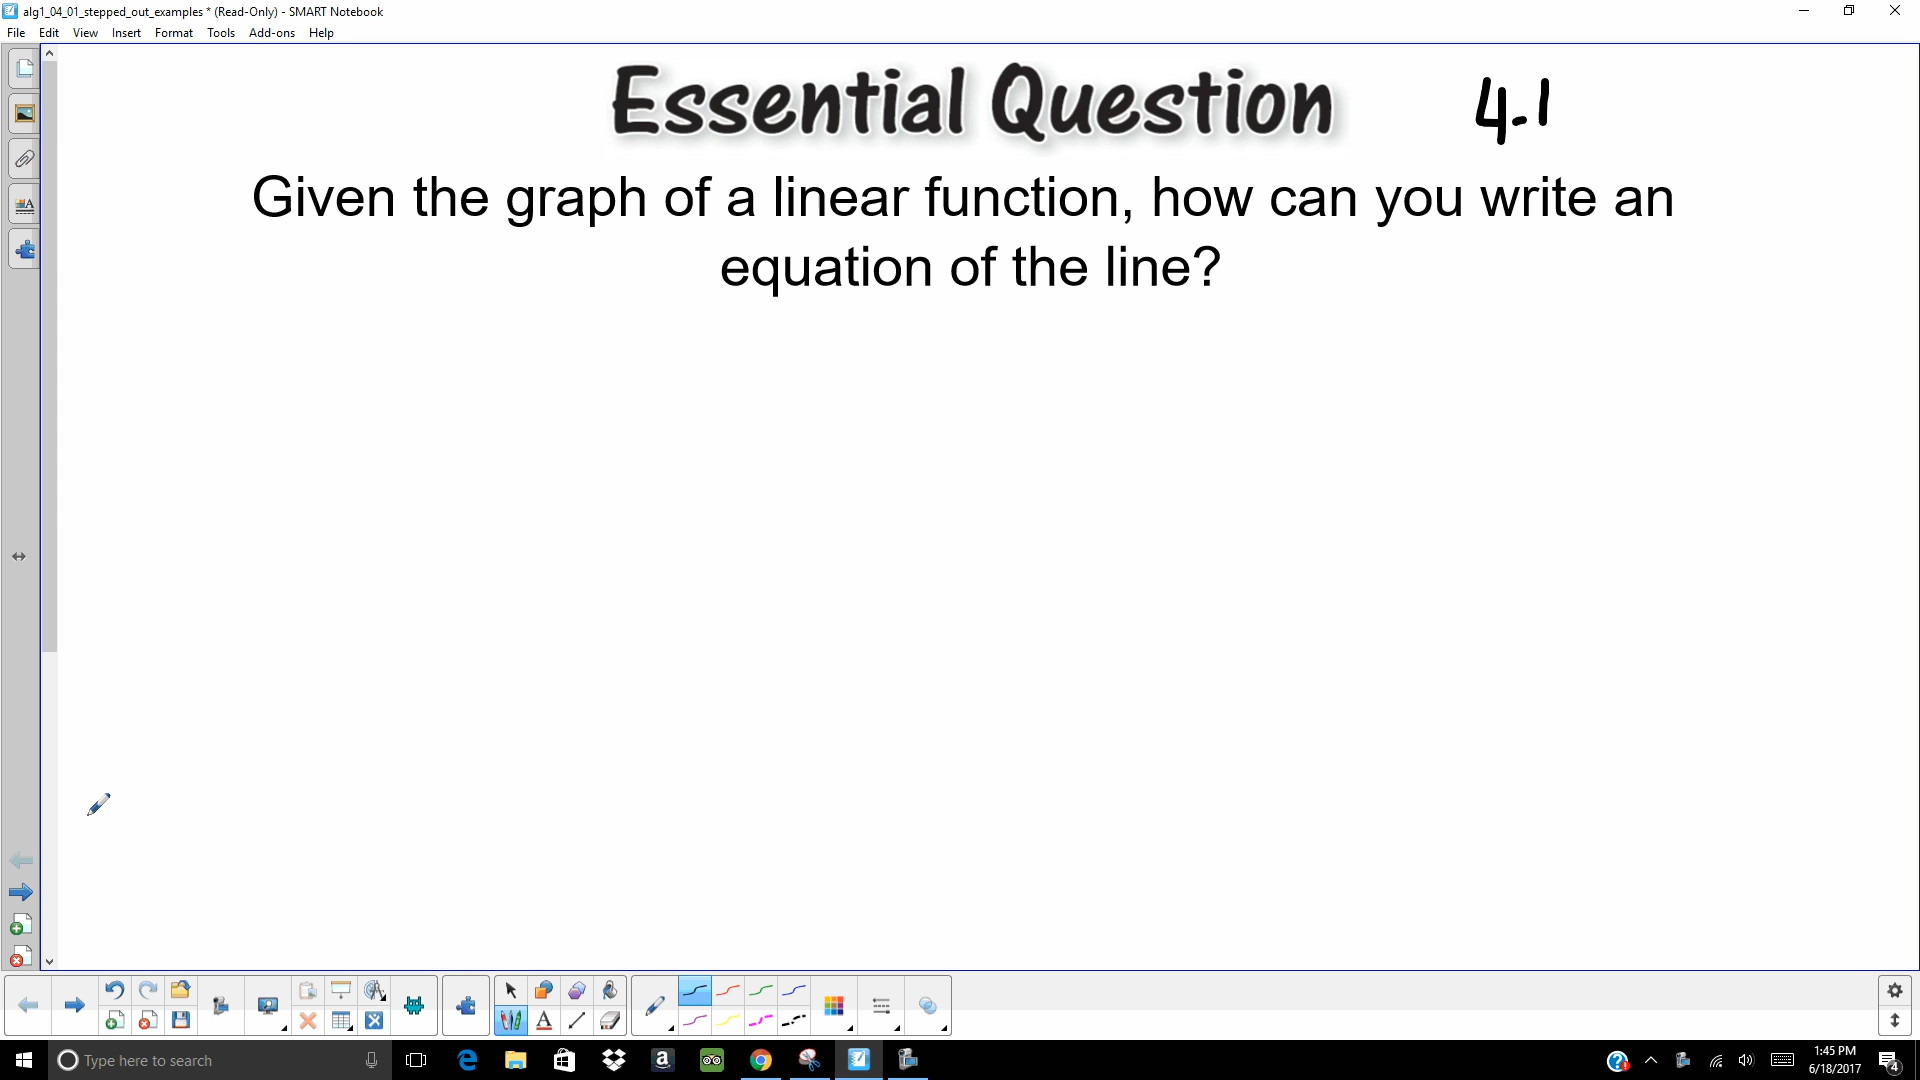 alg1_04_01_stepped_out_examples * (Read-Only) - SMART Notebook
File Edit View Insert Format Tools Add-ons Help
Essential Question 4.1
Given the graph of a linear function, how can you write an
equation of the line?
Type here to search
1:45 PM
6/18/2017
4